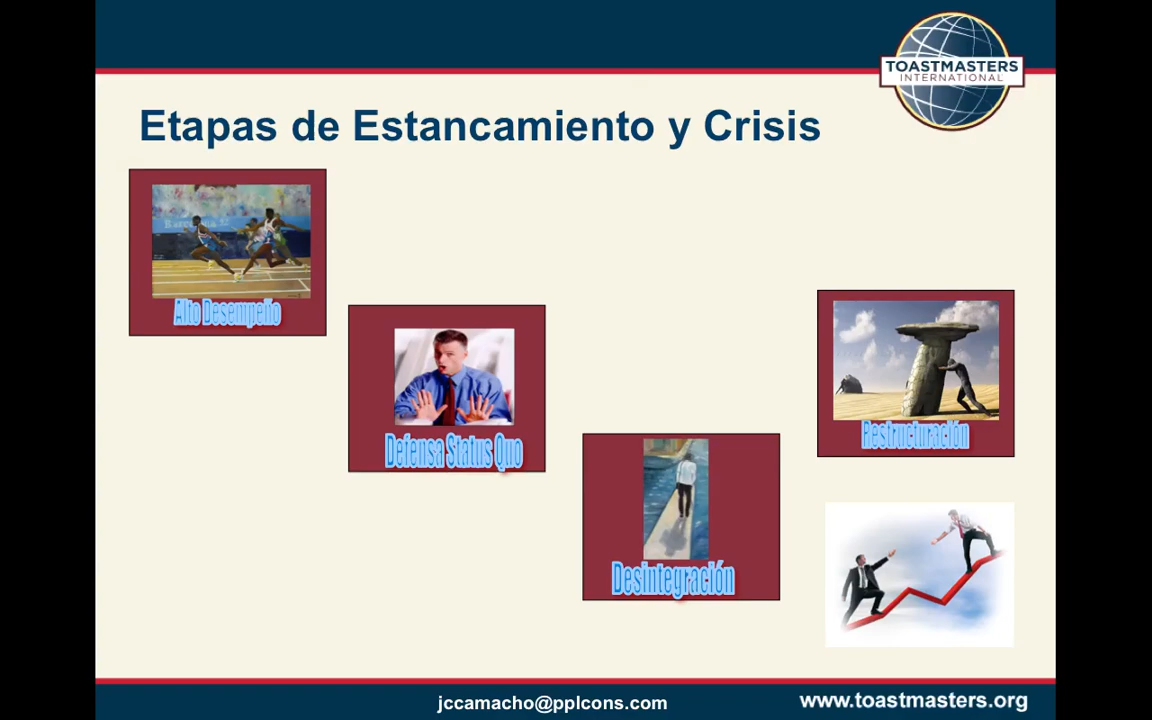 TOASTMASTERS
INTERNATIONAL
Etapas de Estancamiento y Crisis
Barcelona
Alto Desempeño
Defensa Status Quo
Desintegración
Restructuración
jccamacho@pplcons.com
www.toastmasters.org